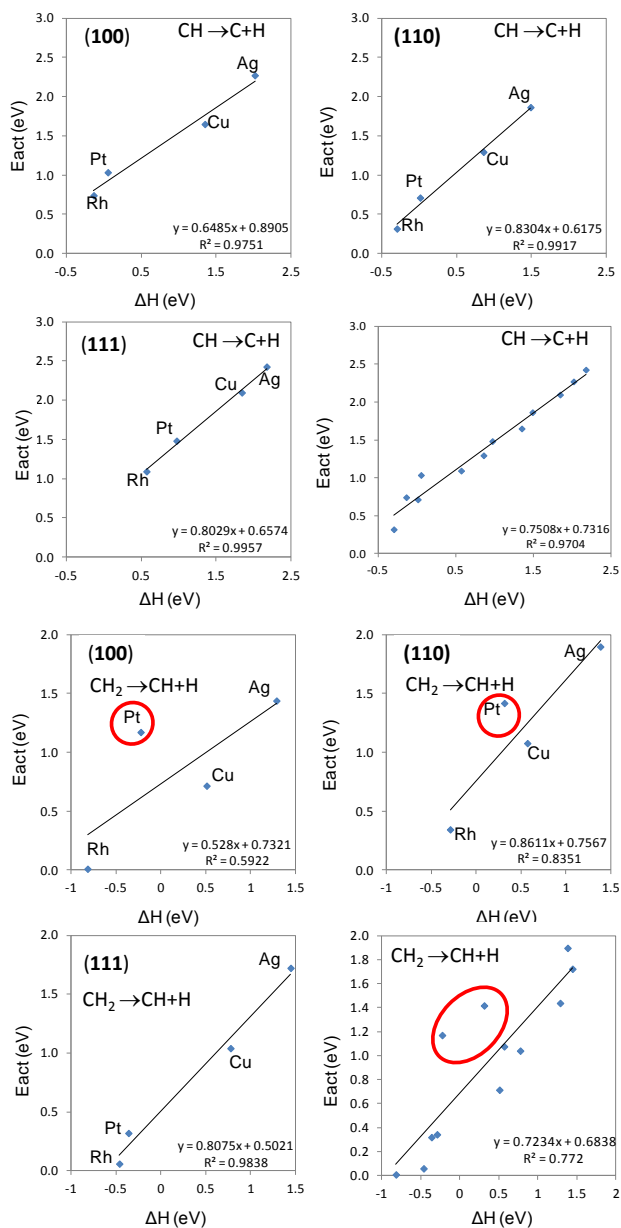 (100)
CH →C+H
Ag
Cu
Pt
Rh
y = 0.6485x + 0.8905
R² = 0.9751
Eact (eV)
3.0
2.5
2.0
1.5
1.0
0.5
0.0
-0.5
0.5
1.5
2.5
ΔH (eV)
(110)
CH →C+H
Ag
Cu
Pt
Rh
y = 0.8304x + 0.6175
R² = 0.9917
Eact (eV)
3.0
2.5
2.0
1.5
1.0
0.5
0.0
-0.5
0.5
1.5
2.5
ΔH (eV)
(111)
CH →C+H
Cu
Ag
Pt
Rh
y = 0.8029x + 0.6574
R² = 0.9957
Eact (eV)
3.0
2.5
2.0
1.5
1.0
0.5
0.0
-0.5
0.5
1.5
2.5
ΔH (eV)
CH →C+H
y = 0.7508x + 0.7316
R² = 0.9704
Eact (eV)
3.0
2.5
2.0
1.5
1.0
0.5
0.0
-0.5
0.5
1.5
2.5
ΔH (eV)
(100)
CH₂ →CH+H
Pt
Ag
Cu
Rh
y = 0.528x + 0.7321
R² = 0.5922
Eact (eV)
2.0
1.5
1.0
0.5
0.0
-1
-0.5
0
0.5
1
1.5
ΔH (eV)
(110)
Ag
CH₂ →CH+H
Pt
Cu
Rh
y = 0.8611x + 0.7567
R² = 0.8351
Eact (eV)
2.0
1.5
1.0
0.5
0.0
-1
-0.5
0
0.5
1
1.5
ΔH (eV)
(111)
Ag
CH₂ →CH+H
Cu
Pt
Rh
y = 0.8075x + 0.5021
R² = 0.9838
Eact (eV)
2.0
1.5
1.0
0.5
0.0
-1
-0.5
0
0.5
1
1.5
ΔH (eV)
CH₂ →CH+H
y = 0.7234x + 0.6838
R² = 0.772
Eact (eV)
2.0
1.8
1.6
1.4
1.2
1.0
0.8
0.6
0.4
0.2
0.0
-1
-0.5
0
0.5
1
1.5
2
ΔH (eV)